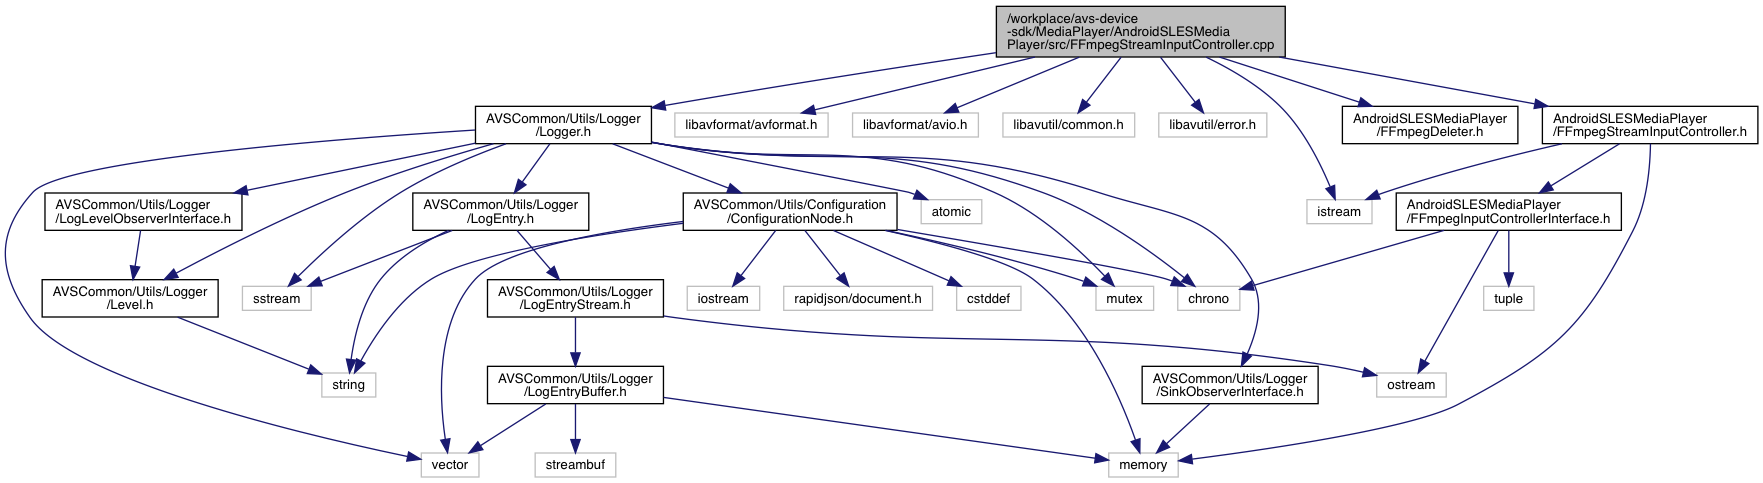 /workplace/avs-device
-sdk/MediaPlayer/AndroidSLESMedia
Player/src/FFmpegStreamInputController.cpp
AVSCommon/Utils/Logger
/Logger.h
libavformat/avformat.h
libavformat/avio.h
libavutil/common.h
libavutil/error.h
AndroidSLESMediaPlayer
/FFmpegDeleter.h
AndroidSLESMediaPlayer
/FFmpegStreamInputController.h
AVSCommon/Utils/Logger
/LogLevelObserverInterface.h
AVSCommon/Utils/Logger
/LogEntry.h
AVSCommon/Utils/Configuration
/ConfigurationNode.h
atomic
istream
AndroidSLESMediaPlayer
/FFmpegInputControllerInterface.h
AVSCommon/Utils/Logger
/Level.h
sstream
AVSCommon/Utils/Logger
/LogEntryStream.h
iostream
rapidjson/document.h
cstddef
mutex
chrono
tuple
string
AVSCommon/Utils/Logger
/LogEntryBuffer.h
AVSCommon/Utils/Logger
/SinkObserverInterface.h
ostream
vector
streambuf
memory